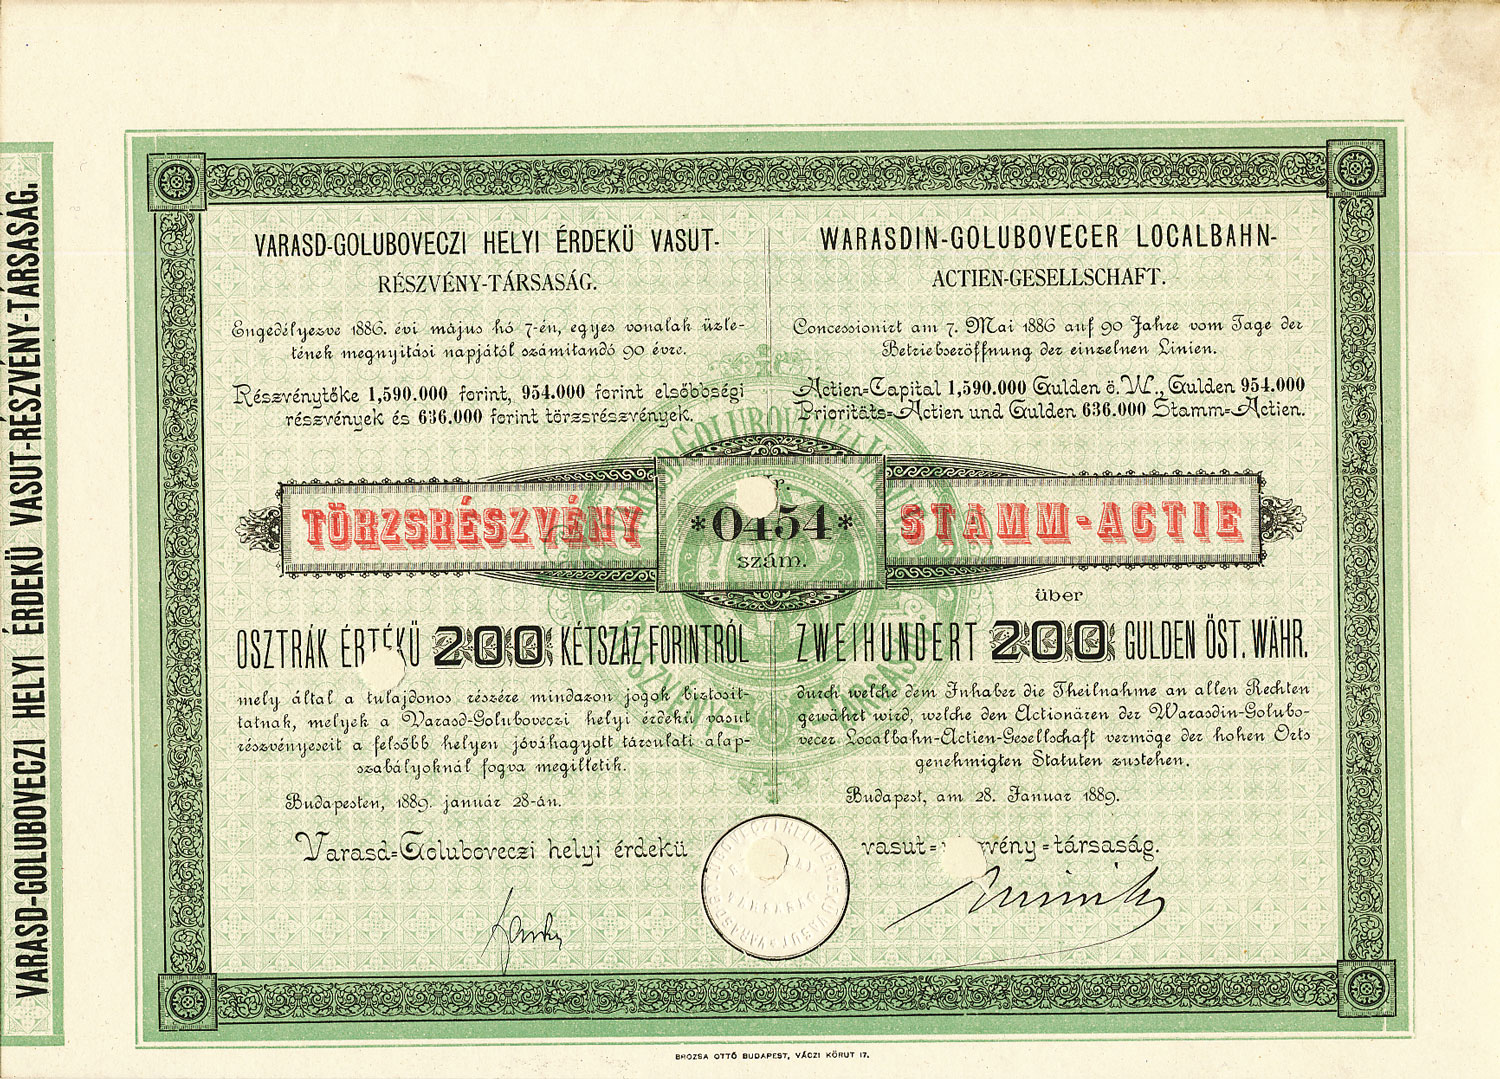 VARASD-GOLUBOVECZI HELYI ÉRDEKŰ VASUT-RÉSZVÉNY-TÁRSASÁG.
VARASD-GOLUBOVECZI HELYI ÉRDEKÜ VASUT-
RÉSZVÉNY-TÁRSASÁG.
Engedélyezve 1886. évi május hó 7-én, egyes vonalak üzle-
tének megnyitási napjától számitandó 90 évre.
Részvénytőke 1,590.000 forint, 954.000 forint elsőbbségi
részvények és 636.000 forint törzsrészvények.
WARASDIN-GOLUBOVECER LOCALBAHN-
ACTIEN-GESELLSCHAFT.
Concessionirt am 7. Mai 1886 auf 90 Jahre vom Tage der
Betriebseröffnung der einzelnen Linien.
Actien=Capital 1,590.000 Gulden ö. W., Gulden 954.000
Prioritäts=Actien und Gulden 636.000 Stamm=Actien.
TÖRZSRÉSZVÉNY
*0454*
szám.
STAMM-ACTIE
über
OSZTRÁK ÉRTÉKÜ 200 KÉTSZAZ FORINTRÓL
mely által a tulajdonos részére mindazon jogok biztosit-
tatnak, melyek a Varasd-Goluboveczi helyi érdekü vasut
részvényeseit a felsőbb helyen jóváhagyott társulati alap-
szabályoknál fogva megilletik.
Budapesten, 1889. január 28-án.
ZWEIHUNDERT 200 GULDEN ÖST. WÄHR.
durch welche dem Inhaber die Theilnahme an allen Rechten
gewährt wird, welche den Actionären der Warasdin-Golubo-
vecer Localbahn-Actien-Gesellschaft vermöge der hohen Orts
genehmigten Statuten zustehen.
Budapest, am 28. Januar 1889.
Varasd=Goluboveczi helyi érdekü vasut= vény=társaság.
BROZSA OTTÓ BUDAPEST, VÁCZI KÖRUT 17.